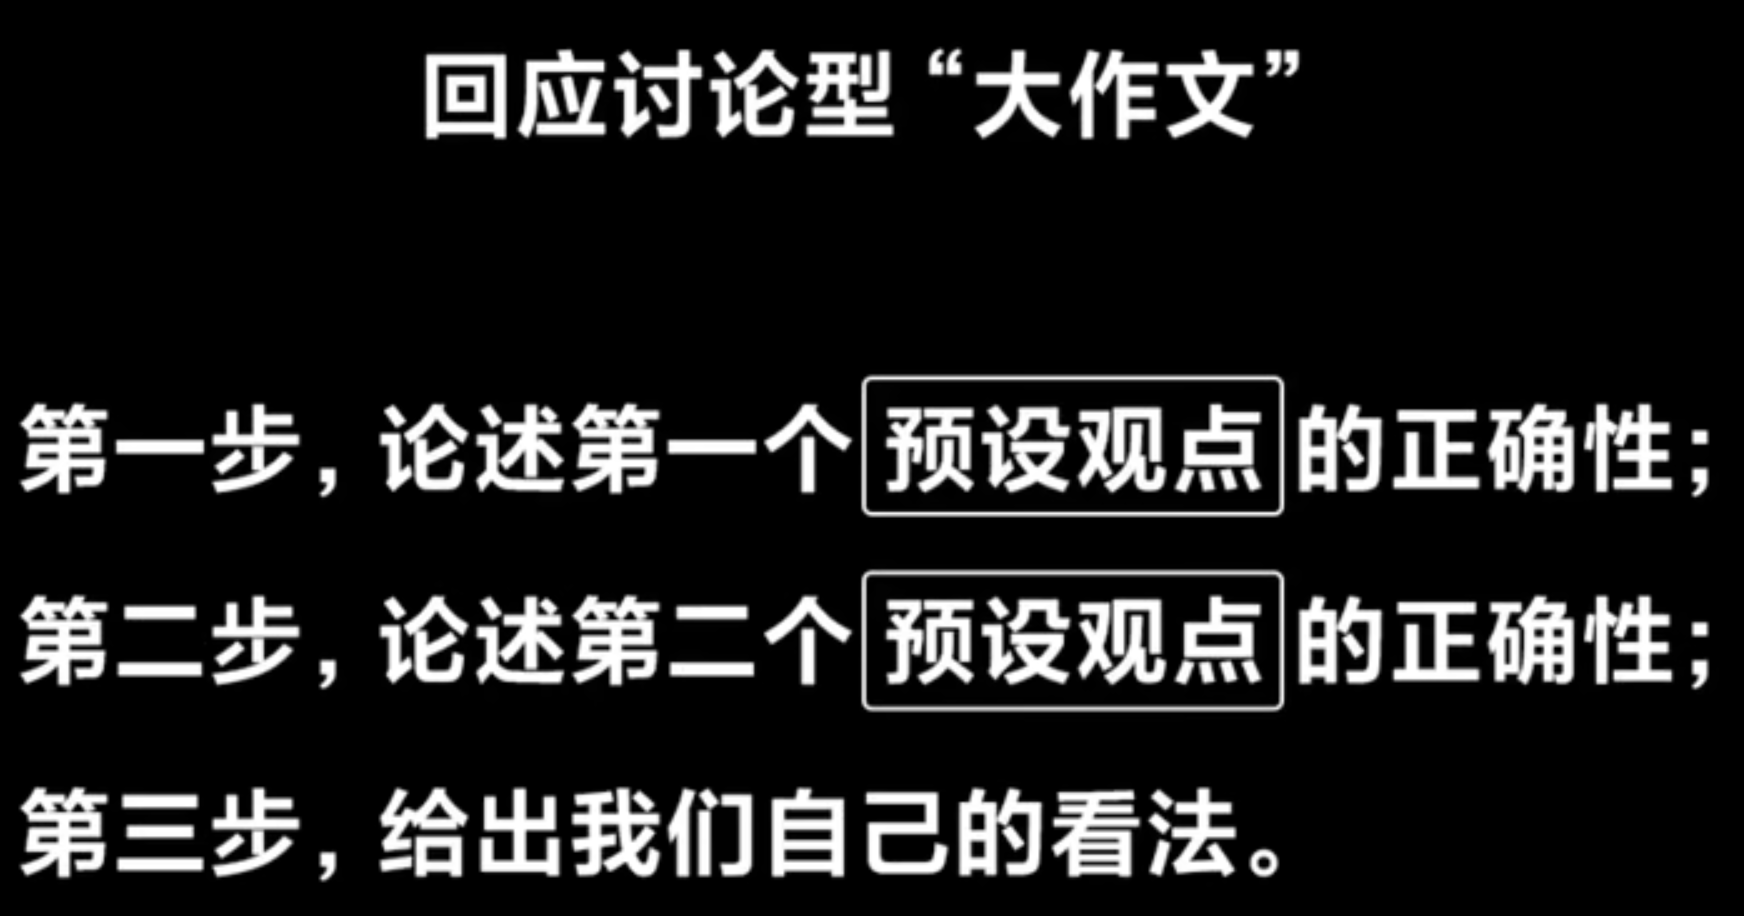 回应讨论型“大作文”
第一步，论述第一个预设观点的正确性；
第二步，论述第二个预设观点的正确性；
第三步，给出我们自己的看法。